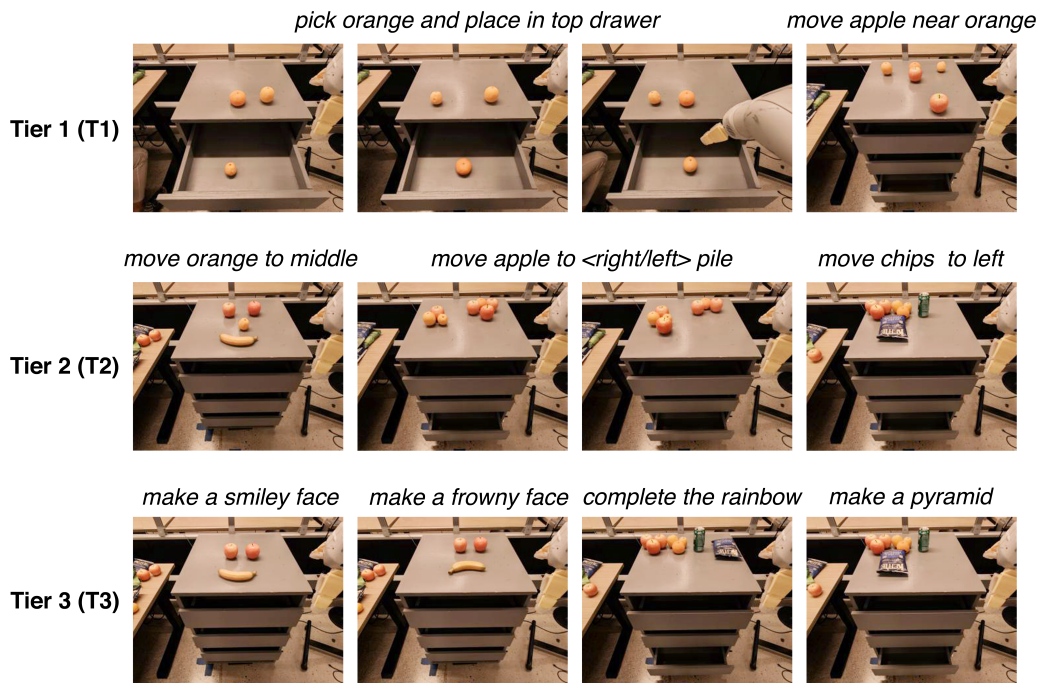 pick orange and place in top drawer
move apple near orange
Tier 1 (T1)
move orange to middle
move apple to <right/left> pile
move chips to left
Tier 2 (T2)
make a smiley face
make a frowny face
complete the rainbow
make a pyramid
Tier 3 (T3)